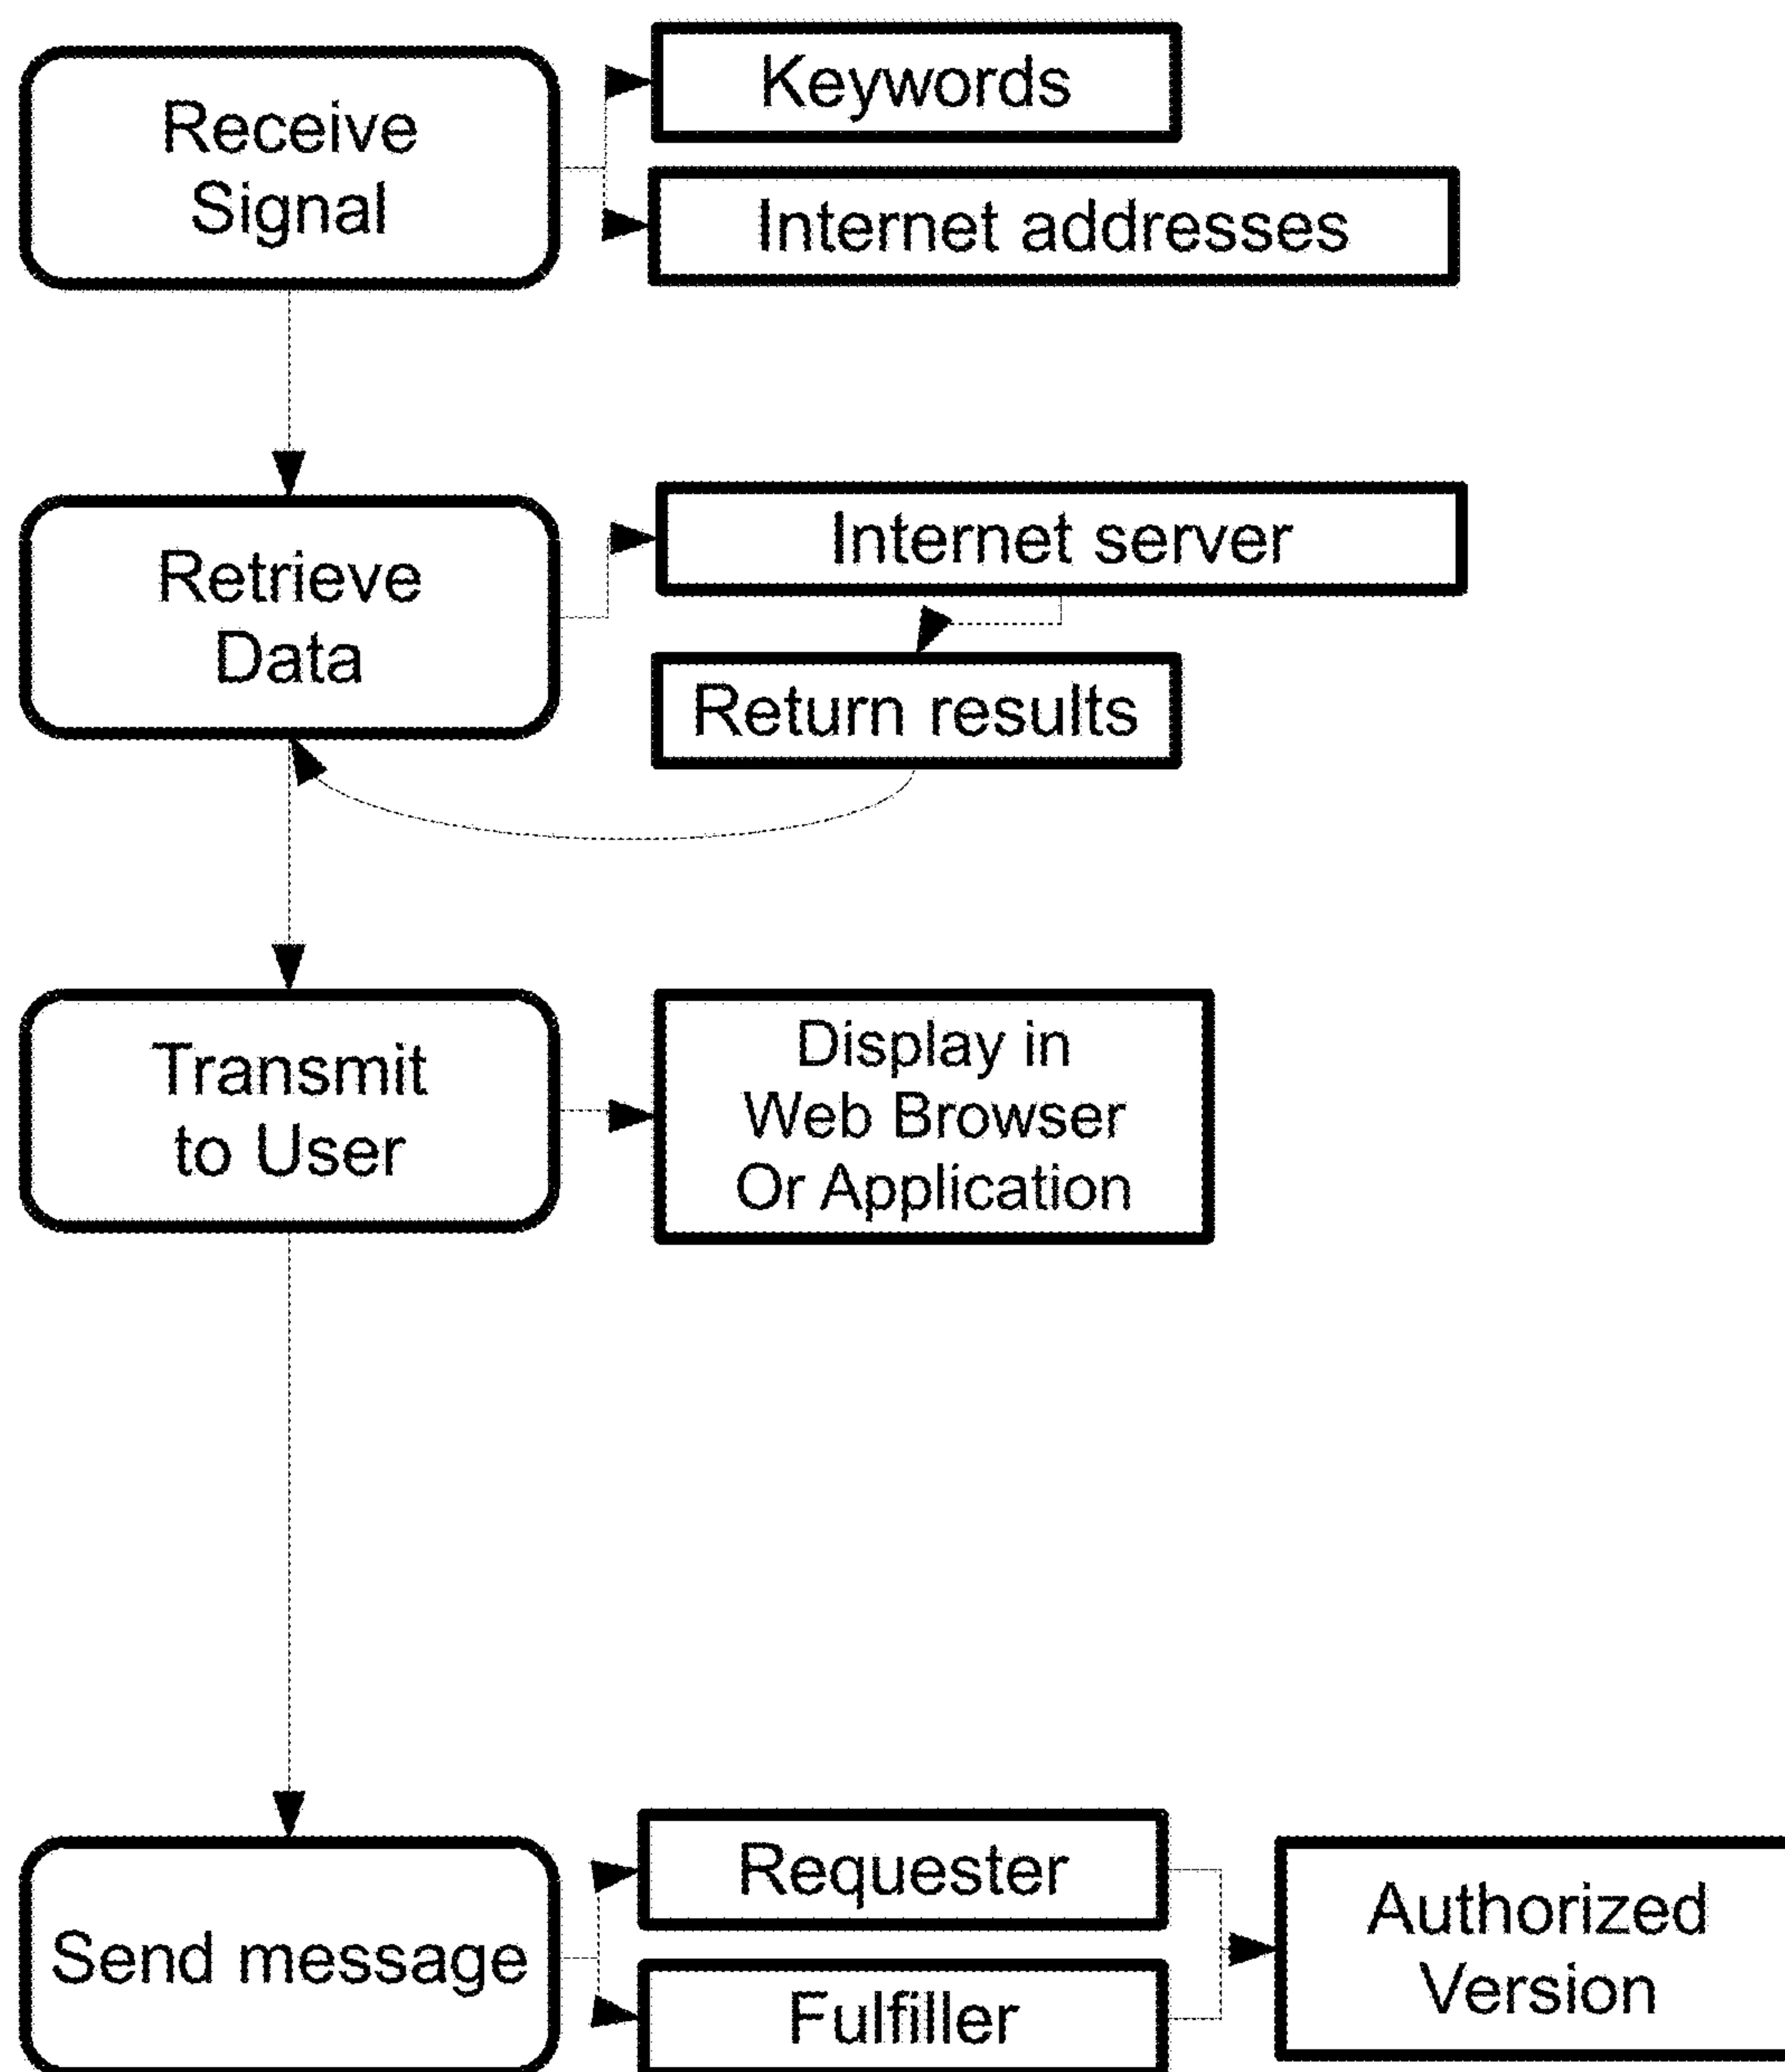 Receive
Signal
Keywords
Internet addresses
Retrieve
Data
Internet server
Return results
Transmit
to User
Display in
Web Browser
Or Application
Send message
Requester
Fulfiller
Authorized
Version